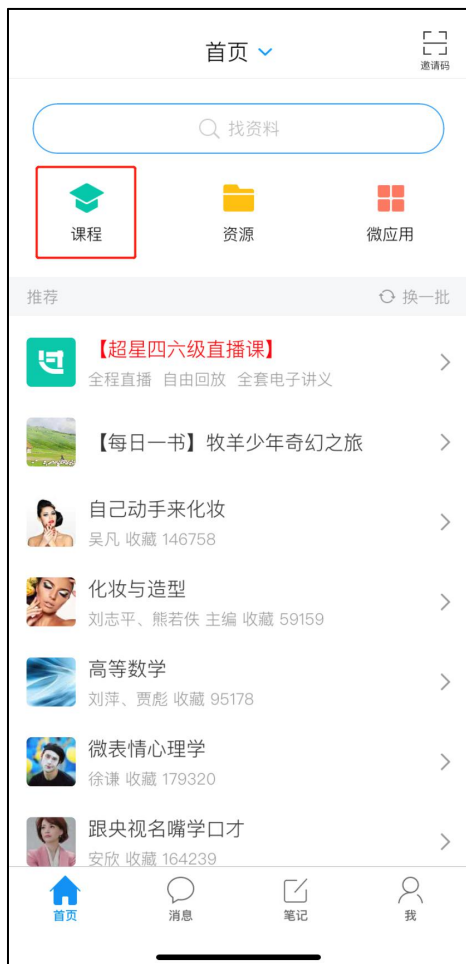 首页
邀请码
找资料
课程
资源
微应用
推荐
换一批
【超星四六级直播课】
全程直播 自由回放 全套电子讲义
【每日一书】牧羊少年奇幻之旅
自己动手来化妆
吴凡 收藏 146758
化妆与造型
刘志平、熊若佚 主编 收藏 59159
高等数学
刘萍、贾彪 收藏 95178
微表情心理学
徐谦 收藏 179320
跟央视名嘴学口才
安欣 收藏 164239
首页
消息
笔记
我